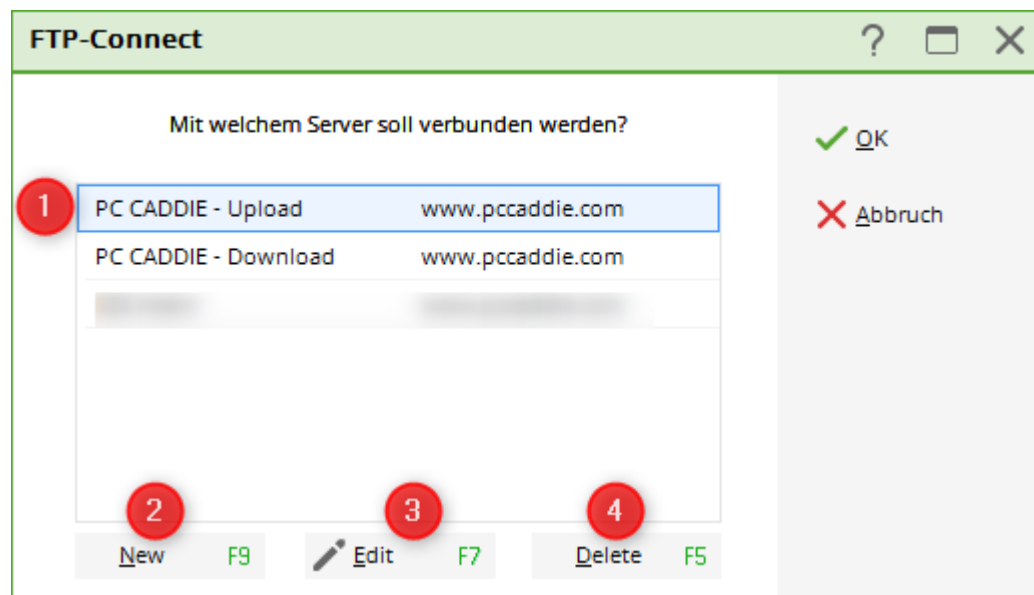 FTP-Connect
Mit welchem Server soll verbunden werden?
OK
Abbruch
1
PC CADDIE - Upload www.pccaddie.com
PC CADDIE - Download www.pccaddie.com
2
3
4
New F9
Edit F7
Delete F5